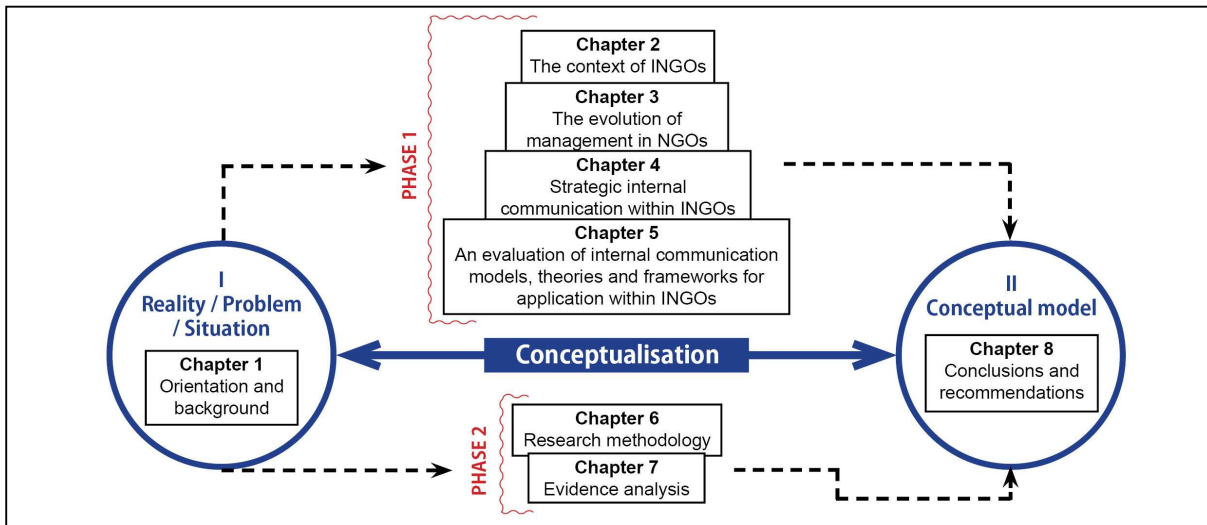 PHASE 1
Chapter 2
The context of INGOs
Chapter 3
The evolution of
management in NGOs
Chapter 4
Strategic internal
communication within INGOs
Chapter 5
An evaluation of internal communication
models, theories and frameworks for
application within INGOs
I
Reality / Problem
/ Situation
Chapter 1
Orientation and
background
Conceptualisation
II
Conceptual model
Chapter 8
Conclusions and
recommendations
PHASE 2
Chapter 6
Research methodology
Chapter 7
Evidence analysis